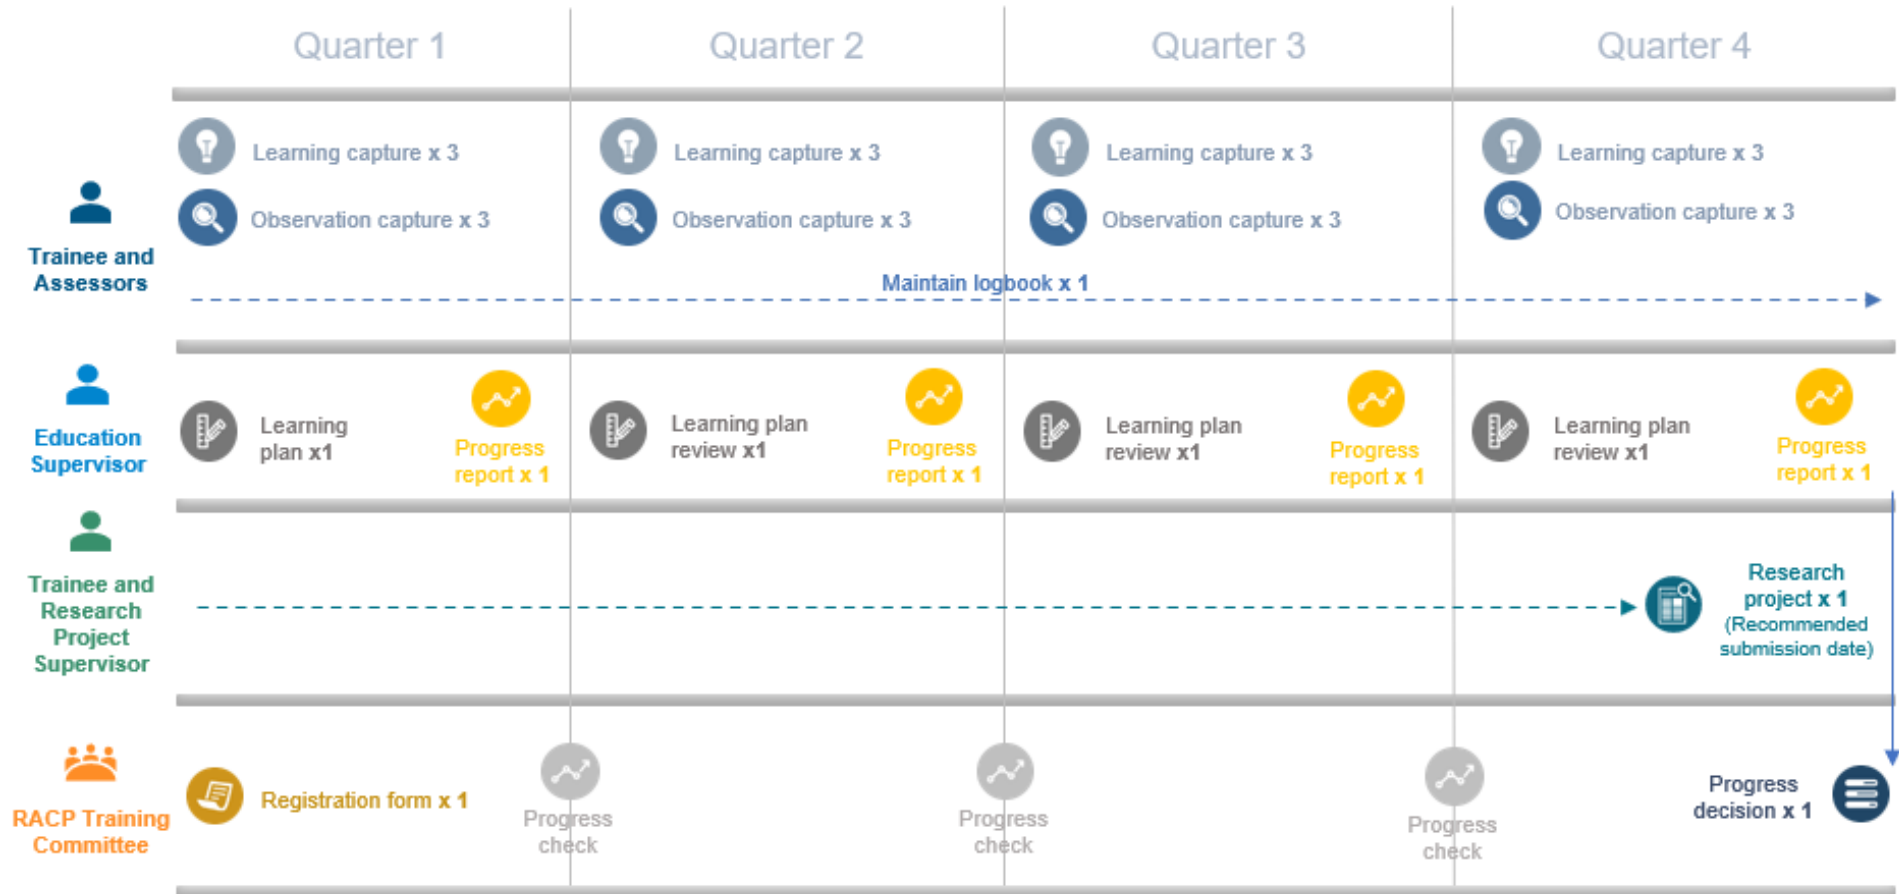 Quarter 1
Quarter 2
Quarter 3
Quarter 4
Trainee and
Assessors
Learning capture x 3
Learning capture x 3
Learning capture x 3
Learning capture x 3
Observation capture x 3
Observation capture x 3
Observation capture x 3
Observation capture x 3
Maintain logbook x 1
Education
Supervisor
Learning
plan x1
Progress
report x 1
Learning plan
review x1
Progress
report x 1
Learning plan
review x1
Progress
report x 1
Learning plan
review x1
Progress
report x 1
Trainee and
Research
Project
Supervisor
Research
project x 1
(Recommended
submission date)
RACP Training
Committee
Registration form x 1
Progress
check
Progress
check
Progress
check
Progress
decision x 1